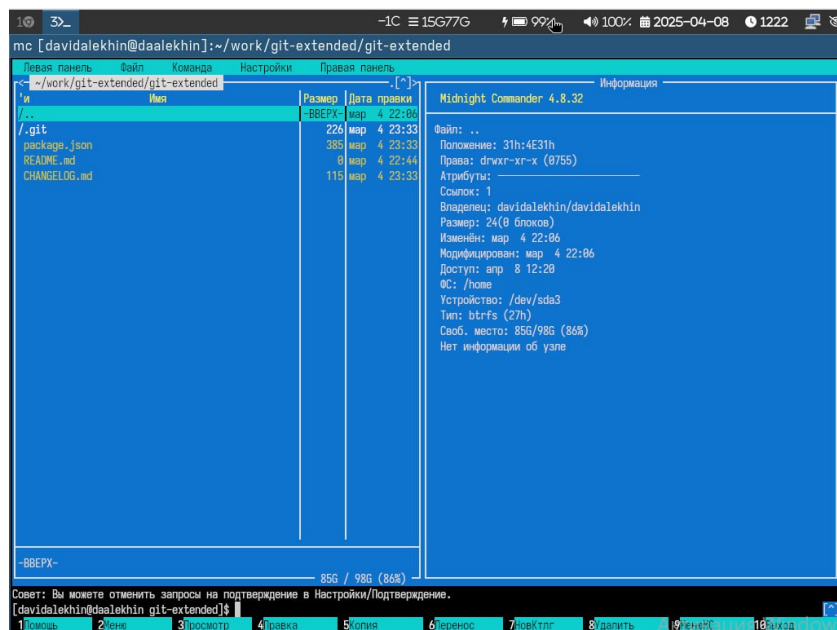 1 3 -1C 15G77G 99% 100% 2025-04-08 1222
mc [davidalekhin@daalekhin]:~/work/git-extended/git-extended
Левая панель Файл Команда Настройки Правая панель
<- ~/work/git-extended/git-extended .[^]>
'и Имя Размер Дата правки
/.. -ВВЕРХ- мар 4 22:06
/.git 226 мар 4 23:33
package.json 385 мар 4 23:33
README.md 0 мар 4 22:44
CHANGELOG.md 115 мар 4 23:33
-ВВЕРХ-
85G / 98G (86%)
Информация
Midnight Commander 4.8.32
Файл: ..
Положение: 31h:4E31h
Права: drwxr-xr-x (0755)
Атрибуты:
Ссылок: 1
Владелец: davidalekhin/davidalekhin
Размер: 24(0 блоков)
Изменён: мар 4 22:06
Модифицирован: мар 4 22:06
Доступ: апр 8 12:20
ФС: /home
Устройство: /dev/sda3
Тип: btrfs (27h)
Своб. место: 85G/98G (86%)
Нет информации об узле
Совет: Вы можете отменить запросы на подтверждение в Настройки/Подтверждение.
[davidalekhin@daalekhin git-extended]$ [^]
1Помощь 2Меню 3Просмотр 4Правка 5Копия 6Перенос 7НовКтлг 8Удалить 9МенюMC 10Выход